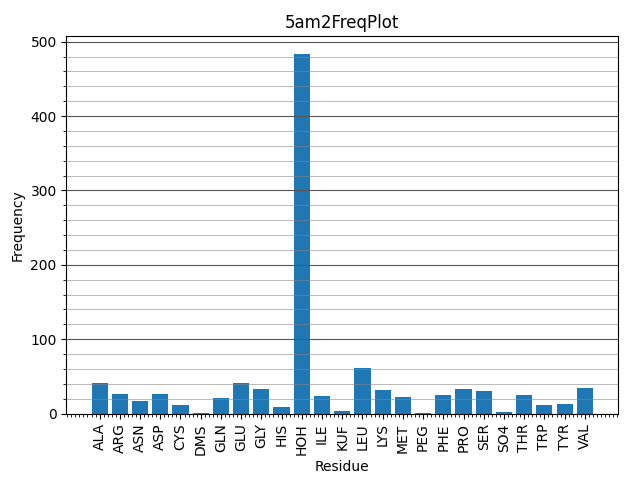 5am2FreqPlot
500
400
300
200
100
0
Frequency
ALA
ARG
ASN
ASP
CYS
DMS
GLN
GLU
GLY
HIS
HOH
ILE
KUF
LEU
LYS
MET
PEG
PHE
PRO
SER
SO4
THR
TRP
TYR
VAL
Residue